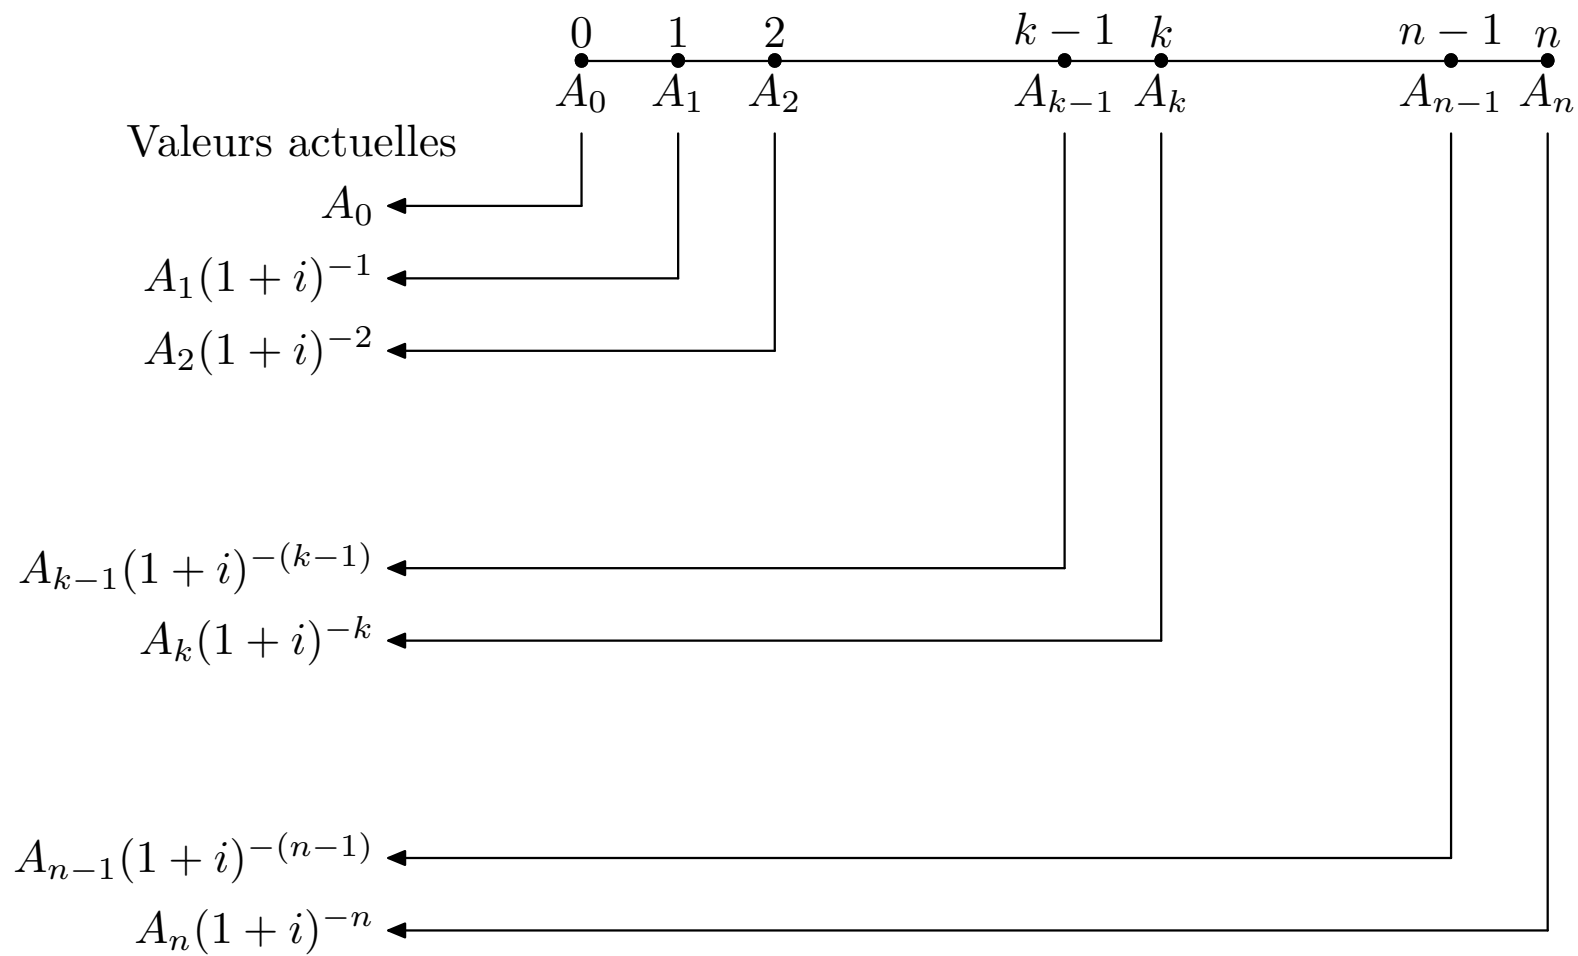 0 1 2 k − 1 k n − 1 n
A₀ A₁ A₂ Aₖ₋₁ Aₖ Aₙ₋₁ Aₙ
Valeurs actuelles
A₀
A₁(1 + i)⁻¹
A₂(1 + i)⁻²
Aₖ₋₁(1 + i)⁻⁽ᵏ⁻¹⁾
Aₖ(1 + i)⁻ᵏ
Aₙ₋₁(1 + i)⁻⁽ⁿ⁻¹⁾
Aₙ(1 + i)⁻ⁿ